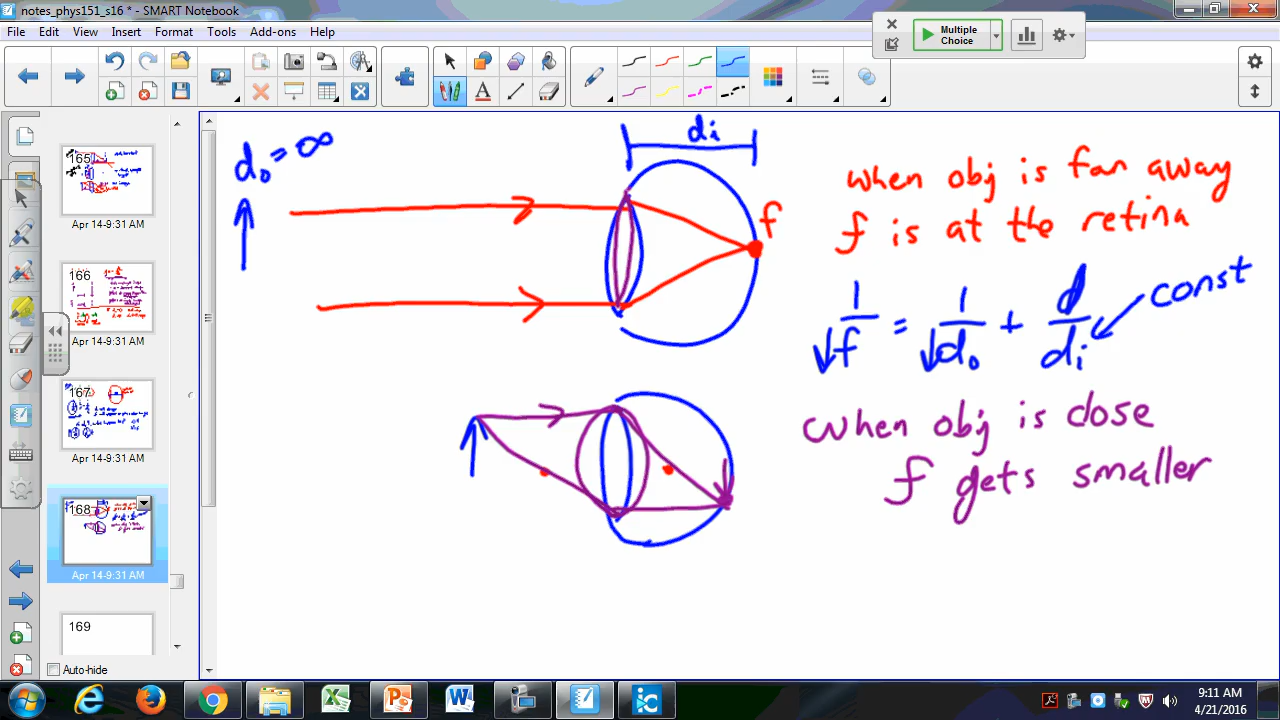 notes_phys151_s16 * - SMART Notebook
File Edit View Insert Format Tools Add-ons Help
Multiple Choice
165
Apr 14-9:31 AM
166
Apr 14-9:31 AM
167
Apr 14-9:31 AM
168
Apr 14-9:31 AM
169
Auto-hide
d₀ = ∞
di
f
when obj is far away
f is at the retina
↓1/f = ↓1/d₀ + d/di ← const
when obj is close
f gets smaller
9:11 AM
4/21/2016